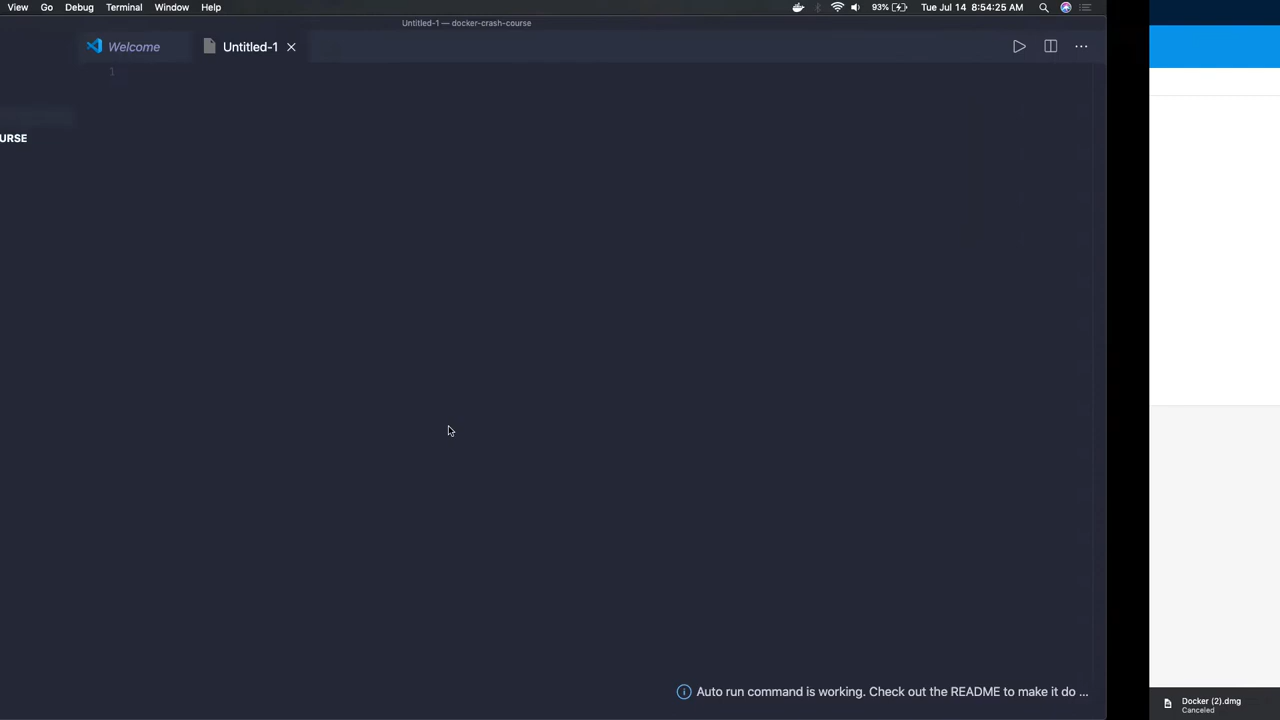 View Go Debug Terminal Window Help 93% Tue Jul 14 8:54:25 AM
Untitled-1 — docker-crash-course
Welcome Untitled-1
1
URSE
Auto run command is working. Check out the README to make it do ...
Docker (2).dmg
Canceled